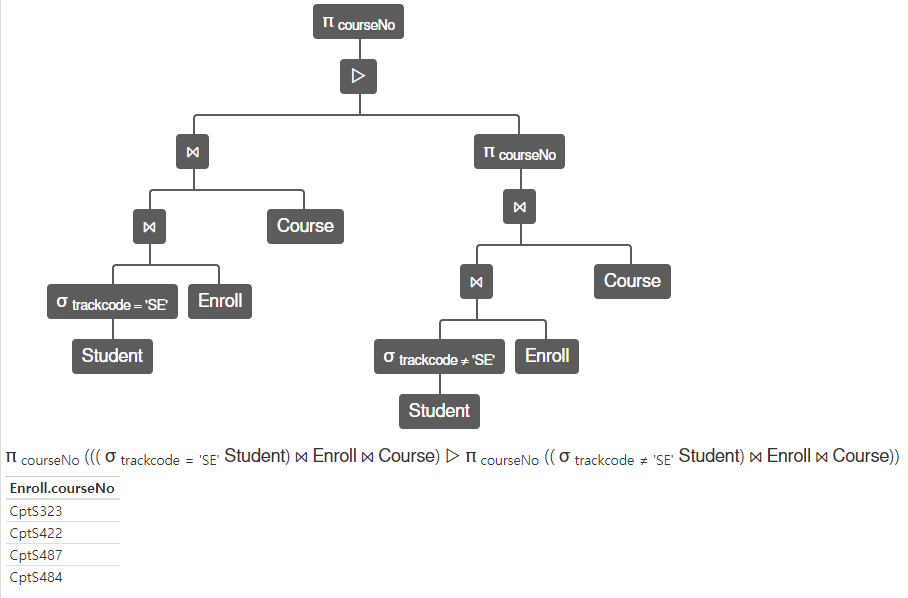 π courseNo
▷
⋈
π courseNo
⋈
Course
⋈
σ trackcode = 'SE'
Enroll
⋈
Course
Student
σ trackcode ≠ 'SE'
Enroll
Student
π courseNo ((( σ trackcode = 'SE' Student) ⋈ Enroll ⋈ Course) ▷ π courseNo (( σ trackcode ≠ 'SE' Student) ⋈ Enroll ⋈ Course))
Enroll.courseNo
CptS323
CptS422
CptS487
CptS484